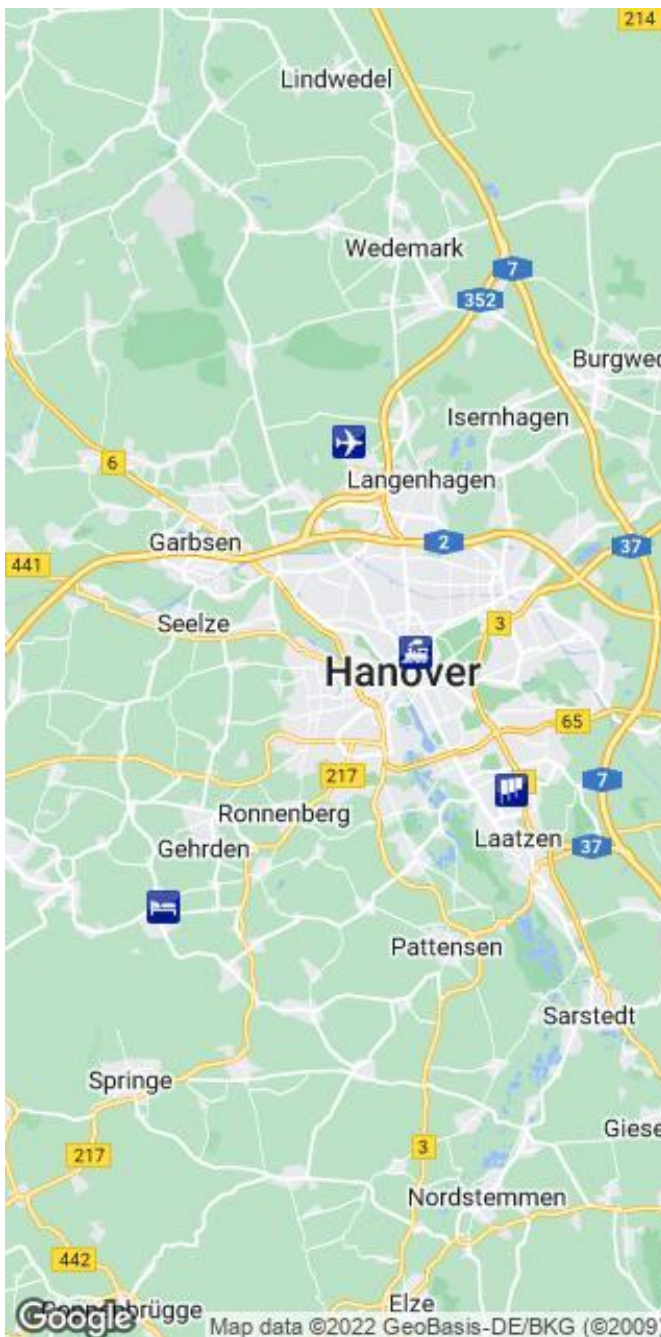 214
Lindwedel
Wedemark
7
352
Burgwed
Isernhagen
6
Langenhagen
Garbsen
2
37
441
Seelze
3
Hanover
65
217
7
Ronnenberg
Laatzen
Gehrden
37
Pattensen
Sarstedt
Springe
Giese
3
217
Nordstemmen
442
Elze
Google
Map data ©2022 GeoBasis-DE/BKG (©2009